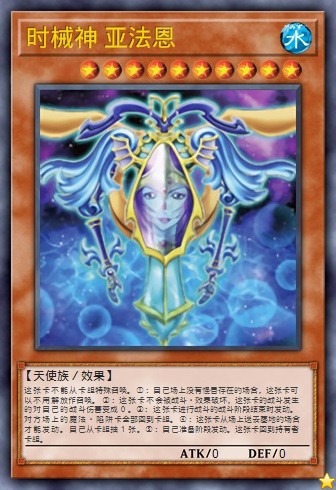 时械神 亚法恩
水
【天使族／效果】
这张卡不能从卡组特殊召唤。①：自己场上没有怪兽存在的场合，这张卡可
以不用解放作召唤。②：这张卡不会被战斗·效果破坏，这张卡的战斗发生
的对自己的战斗伤害变成0。③：这张卡进行战斗的战斗阶段结束时发动。
对方场上的魔法·陷阱卡全部回到卡组。④：这张卡从场上送去墓地的场合
才能发动。自己从卡组抽1张。⑤：自己准备阶段发动。这张卡回到持有者
卡组。
ATK/0 DEF/0